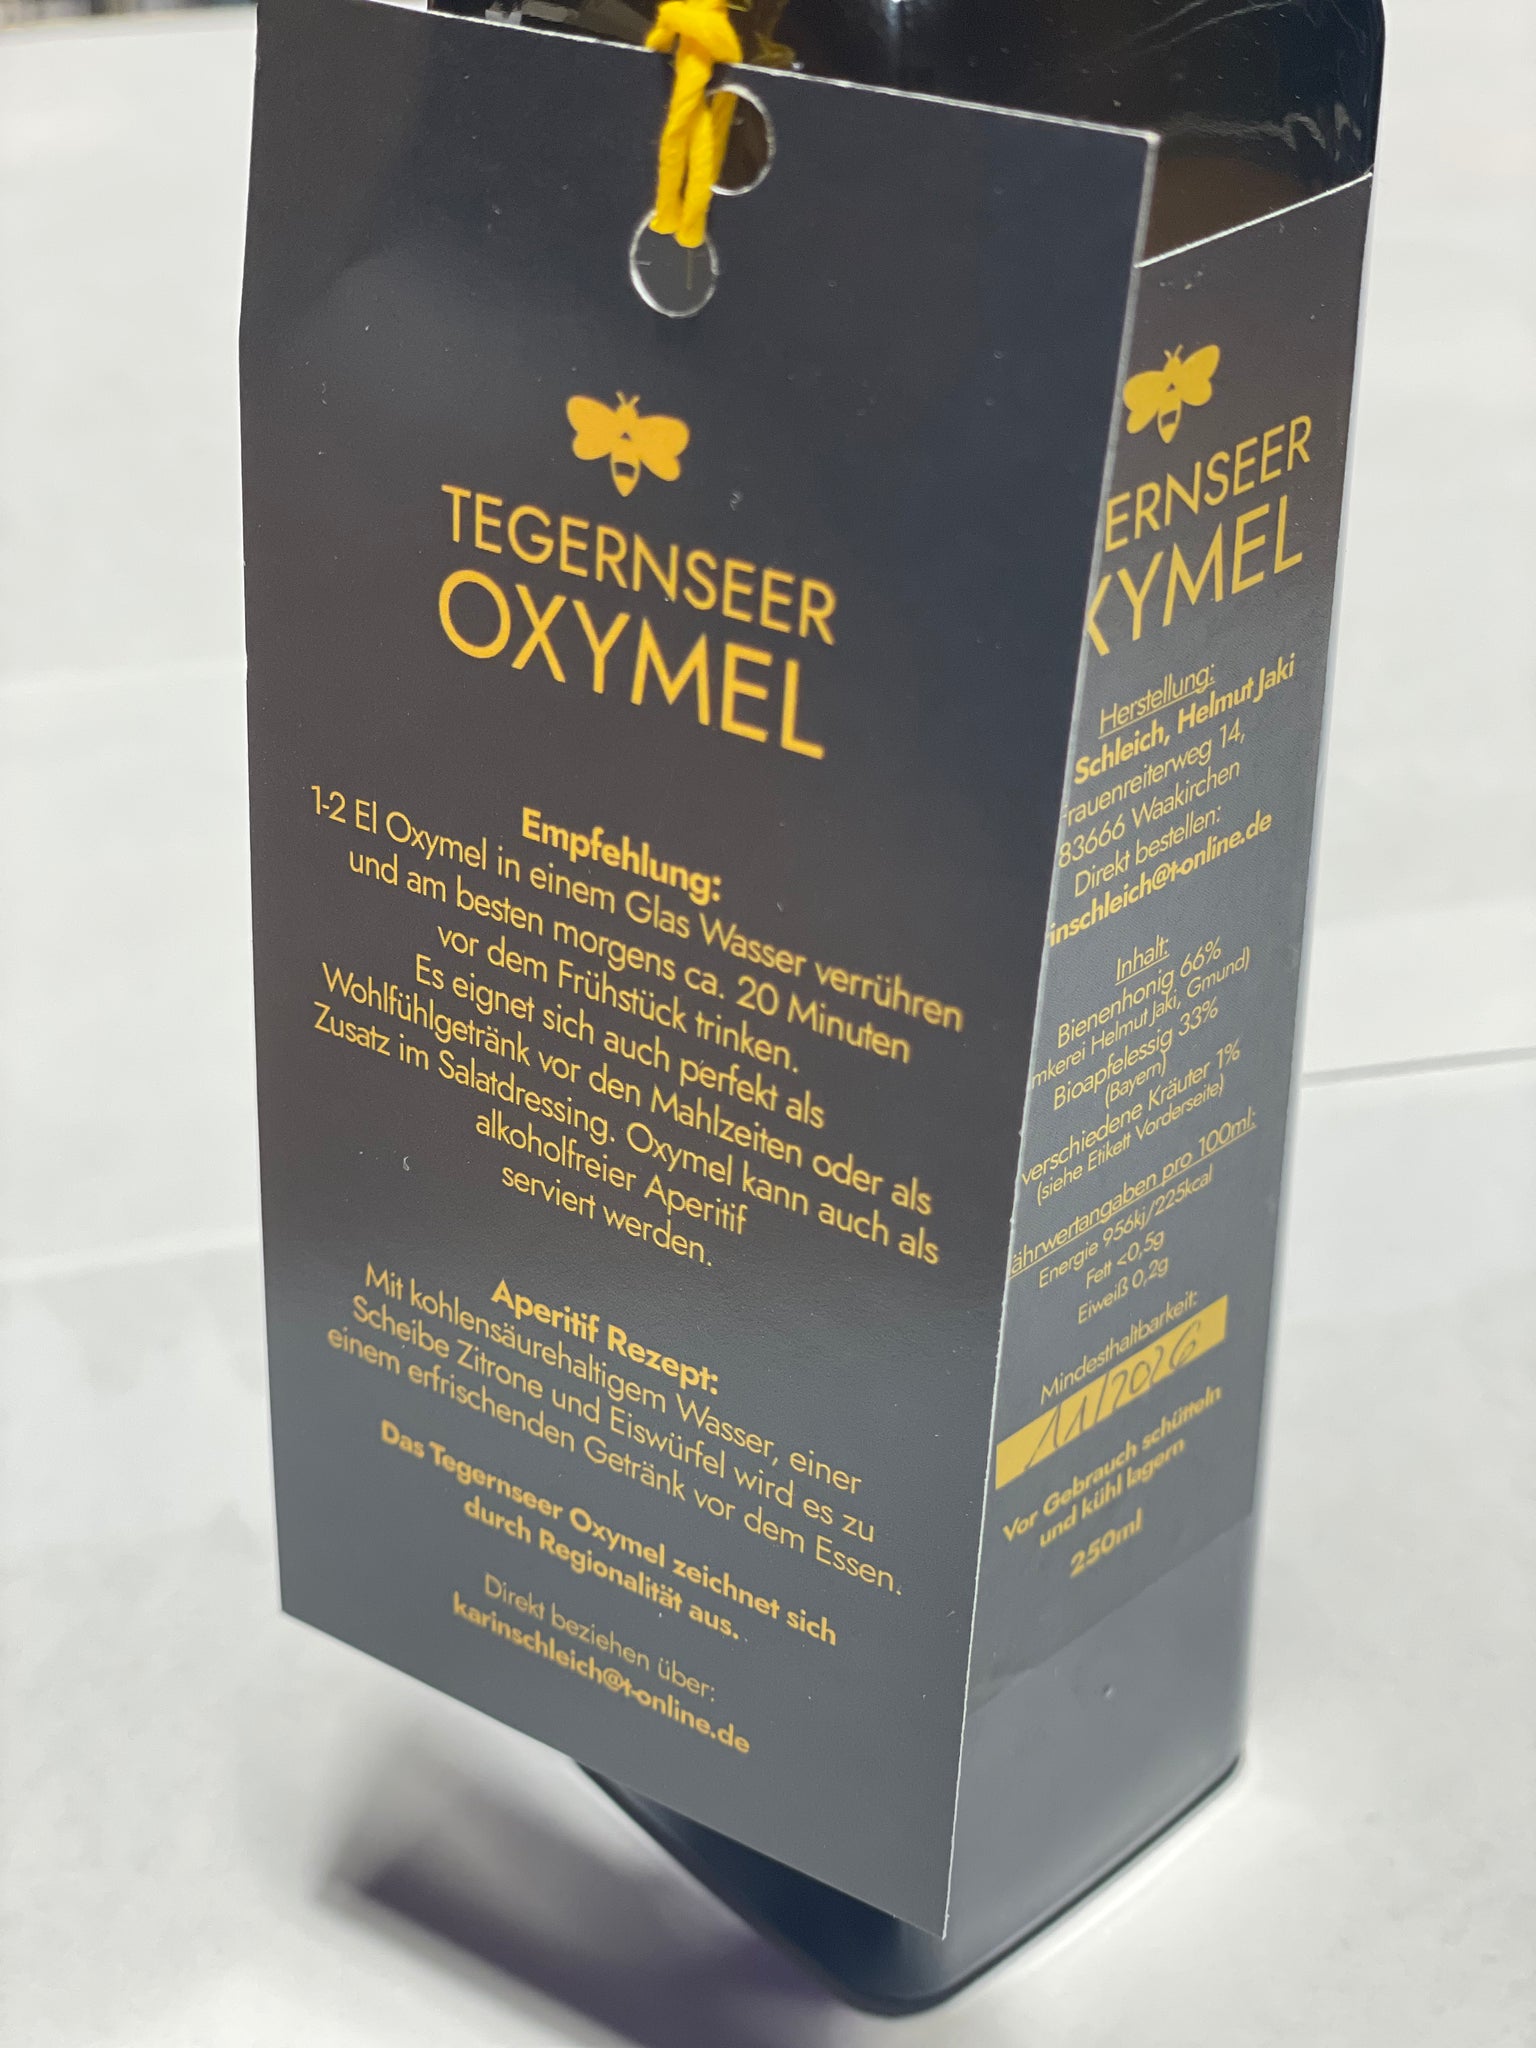 TEGERNSEER
OXYMEL
Empfehlung:
1-2 El Oxymel in einem Glas Wasser verrühren
und am besten morgens ca. 20 Minuten
vor dem Frühstück trinken.
Es eignet sich auch perfekt als
Wohlfühlgetränk vor den Mahlzeiten oder als
Zusatz im Salatdressing. Oxymel kann auch als
alkoholfreier Aperitif
serviert werden.
Aperitif Rezept:
Mit kohlensäurehaltigem Wasser, einer
Scheibe Zitrone und Eiswürfel wird es zu
einem erfrischenden Getränk vor dem Essen.
Das Tegernseer Oxymel zeichnet sich
durch Regionalität aus.
Direkt beziehen über:
karinschleich@t-online.de
ERNSEER
XYMEL
Herstellung:
Schleich, Helmut Jaki
rauenreiterweg 14,
83666 Waakirchen
Direkt bestellen:
inschleich@t-online.de
Inhalt:
Bienenhonig 66%
mkerei Helmut Jaki, Gmund)
Bioapfelessig 33%
(Bayern)
verschiedene Kräuter 1%
(siehe Etikett Vorderseite)
ährwertangaben pro 100ml:
Energie 956kj/225kcal
Fett <0,5g
Eiweiß 0,2g
Mindesthaltbarkeit:
11/2026
Vor Gebrauch schütteln
und kühl lagern
250ml